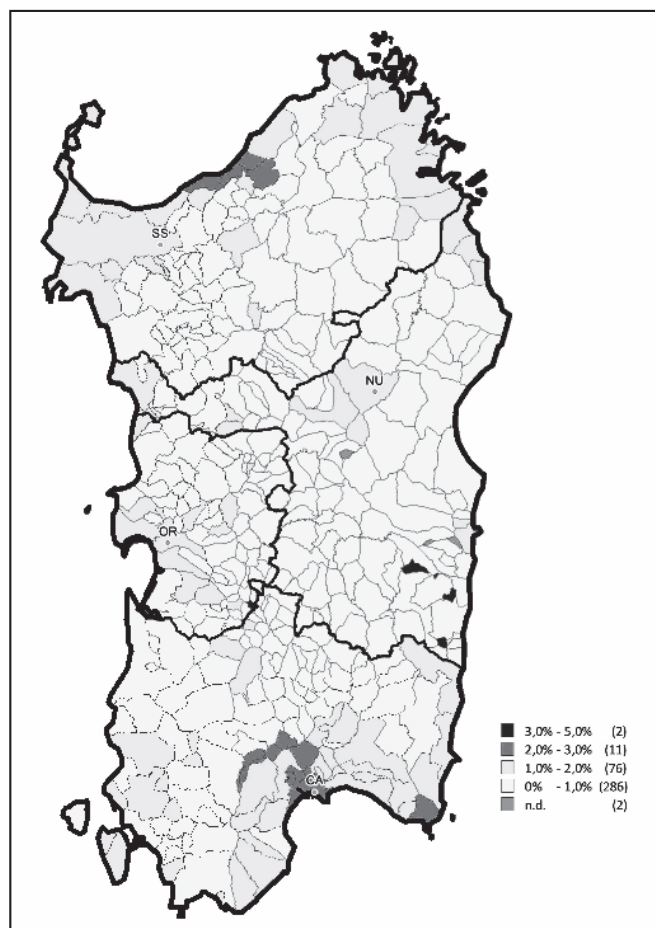 SS
NU
OR
CA
3,0% - 5,0% (2)
2,0% - 3,0% (11)
1,0% - 2,0% (76)
0% - 1,0% (286)
n.d. (2)